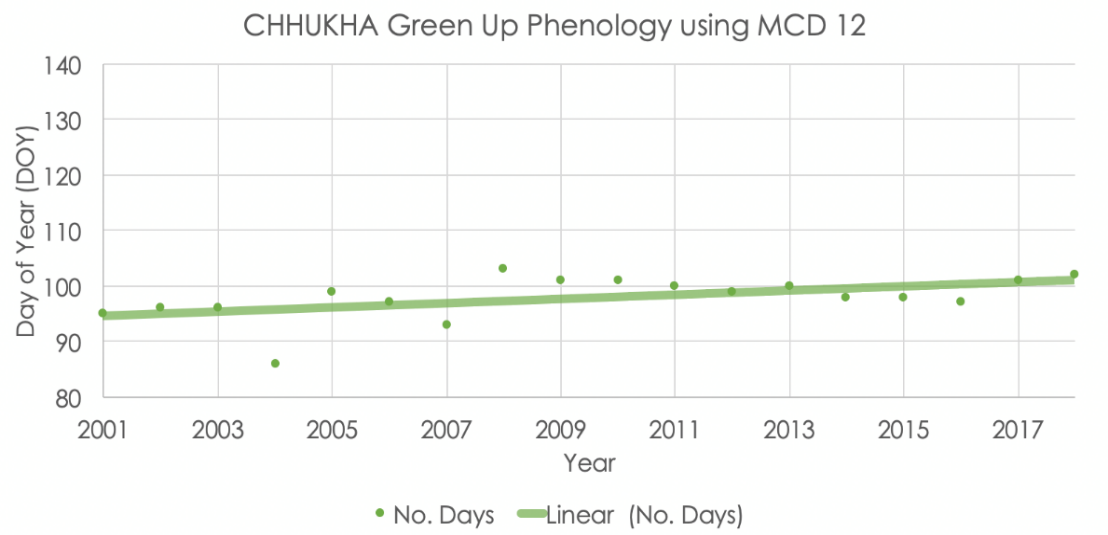 CHHUKHA Green Up Phenology using MCD 12
140
130
120
110
100
90
80
Day of Year (DOY)
2001 2003 2005 2007 2009 2011 2013 2015 2017
Year
No. Days Linear (No. Days)